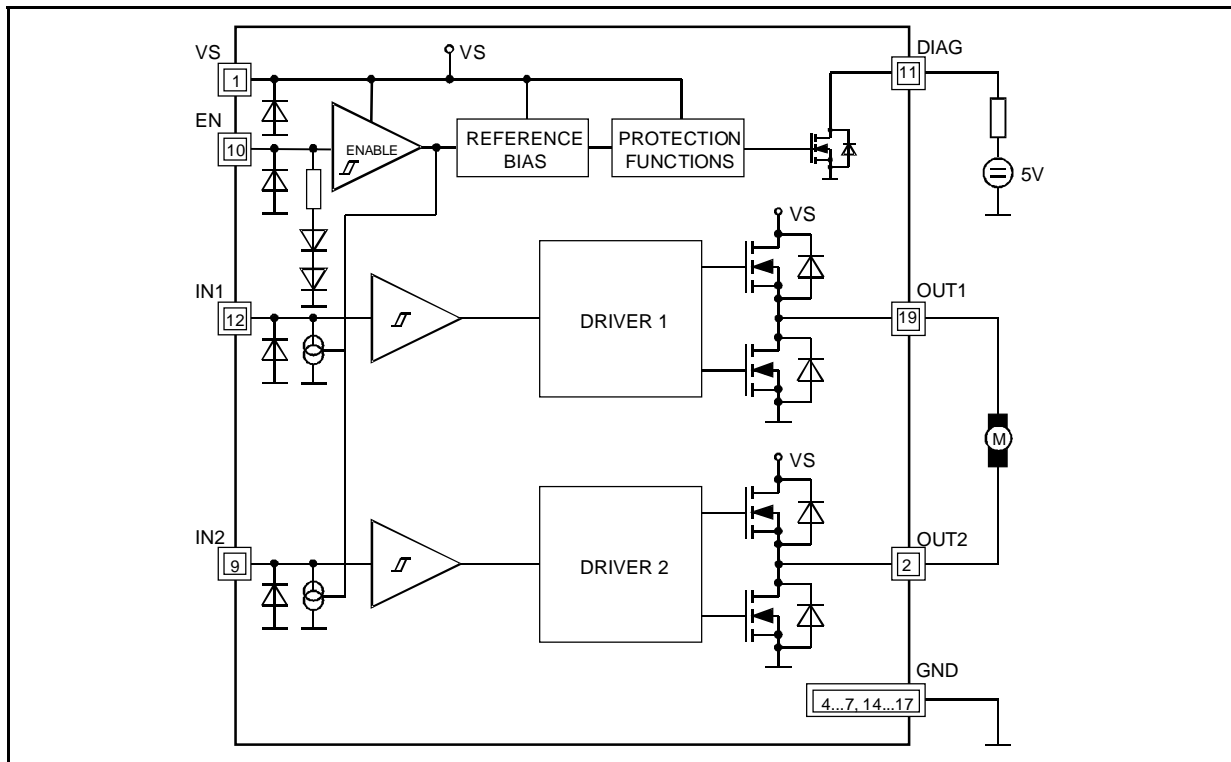 VS
1
VS
DIAG
11
EN
10
ENABLE
REFERENCE
BIAS
PROTECTION
FUNCTIONS
5V
VS
IN1
12
DRIVER 1
OUT1
19
M
VS
IN2
9
DRIVER 2
OUT2
2
GND
4...7, 14...17